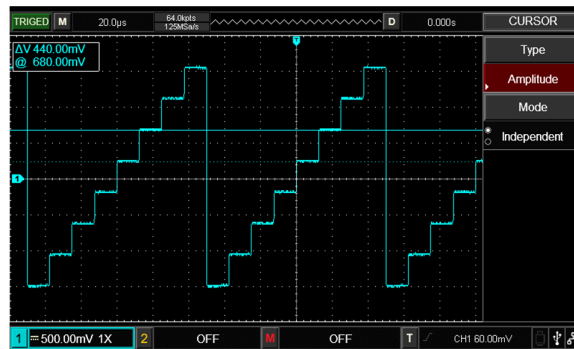 TRIGED M 20.0μs 64.0kpts 125MSa/s D 0.000s CURSOR
T
ΔV 440.00mV
@ 680.00mV
Type
Amplitude
Mode
Independent
1
1 500.00mV 1X 2 OFF M OFF T CH1 60.00mV